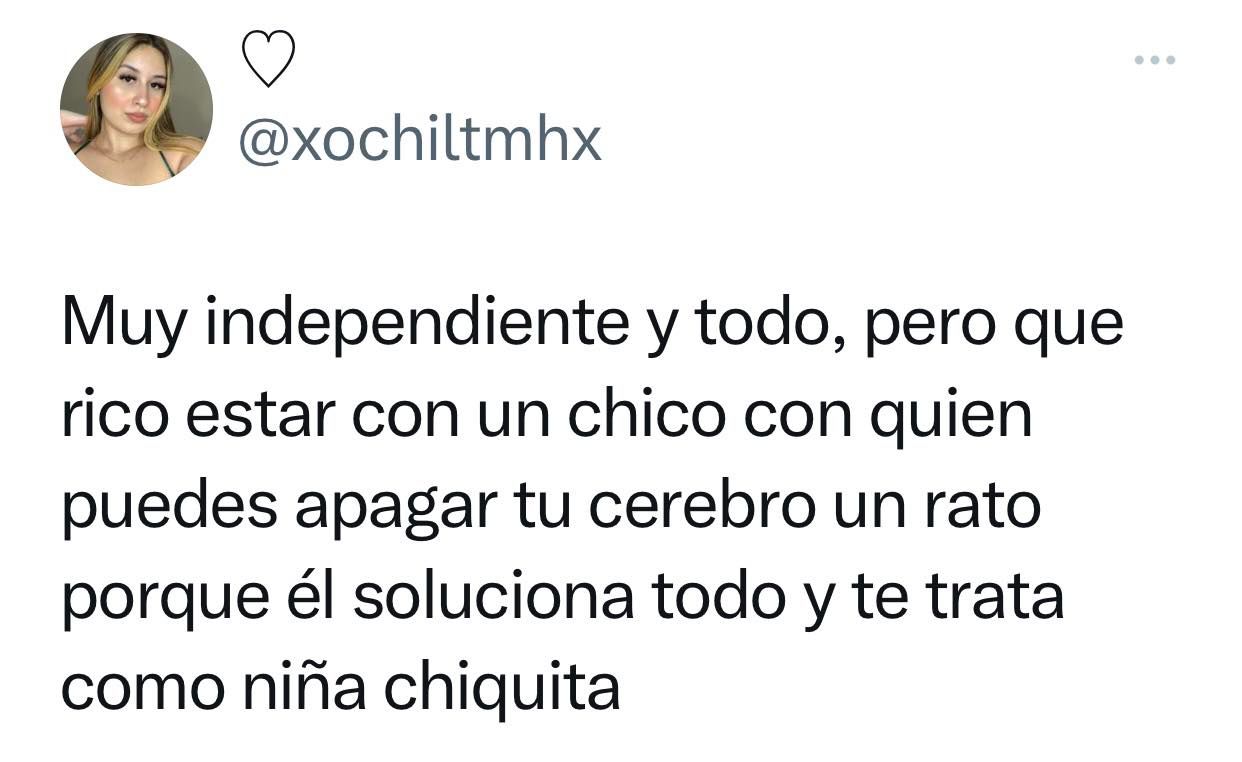 ♡
@xochiltmhx
Muy independiente y todo, pero que
rico estar con un chico con quien
puedes apagar tu cerebro un rato
porque él soluciona todo y te trata
como niña chiquita